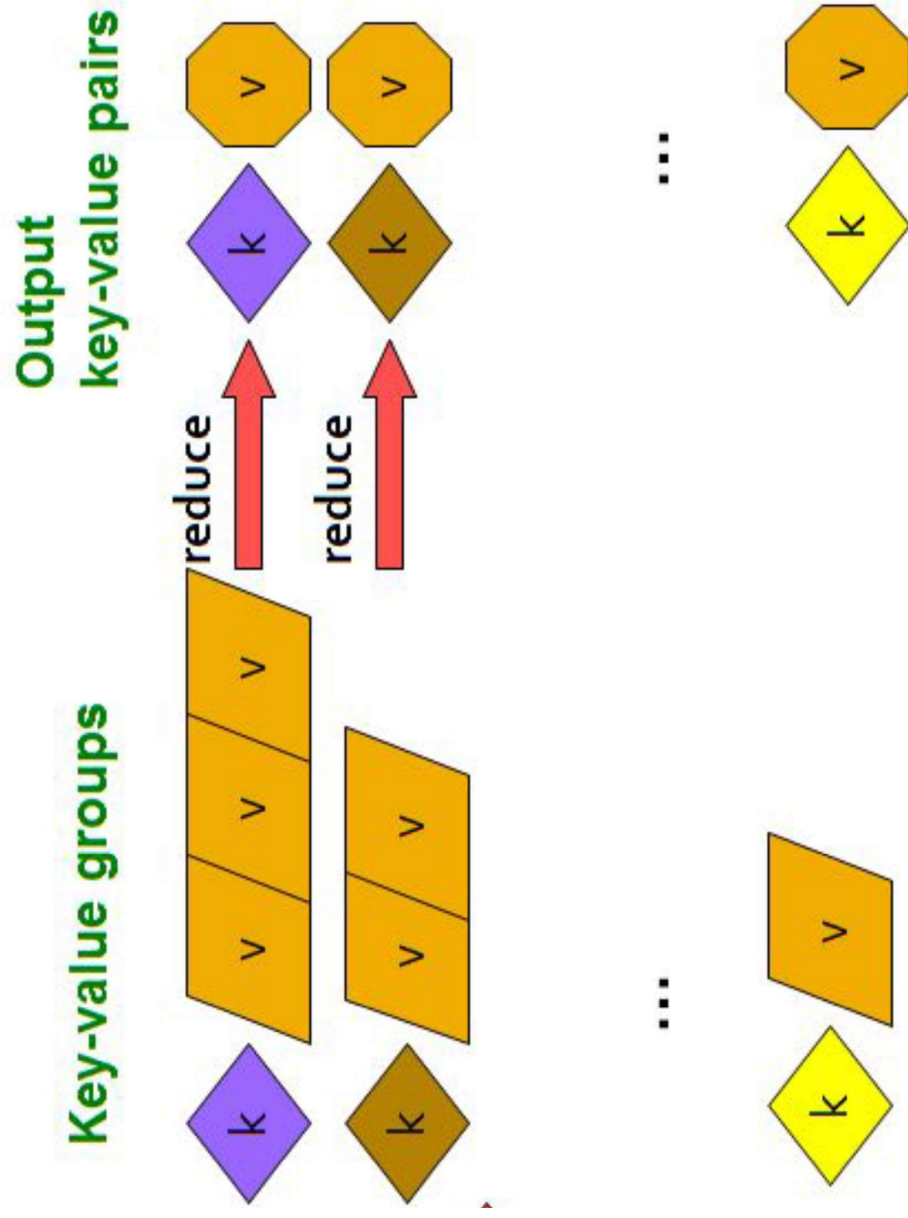 Key-value groups
Output
key-value pairs
k v v v
reduce
k v
k v v
reduce
k v
... ...
k v
k v